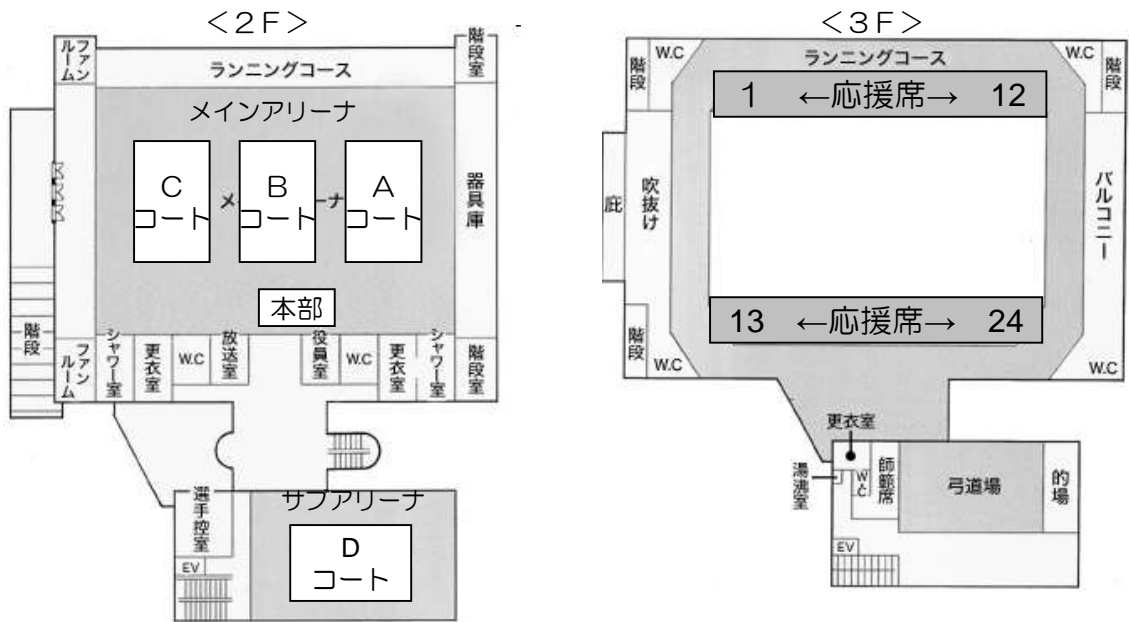 ＜２Ｆ＞
ファンルーム
ランニングコース
階段室
メインアリーナ
Ｃ
コート
Ｂ
コート
Ａ
コート
メ
ーナ
器具庫
本部
階段
ファンルーム
シャワー室
更衣室
W.C
放送室
役員室
W.C
更衣室
シャワー室
階段室
選手控室
EV
サブアリーナ
D
コート
＜３Ｆ＞
階段
W.C
ランニングコース
W.C
階段
1 ←応援席→ 12
庇
吹抜け
バルコニー
13 ←応援席→ 24
階段
W.C
W.C
更衣室
湯沸室
W.C
師範席
弓道場
的場
EV